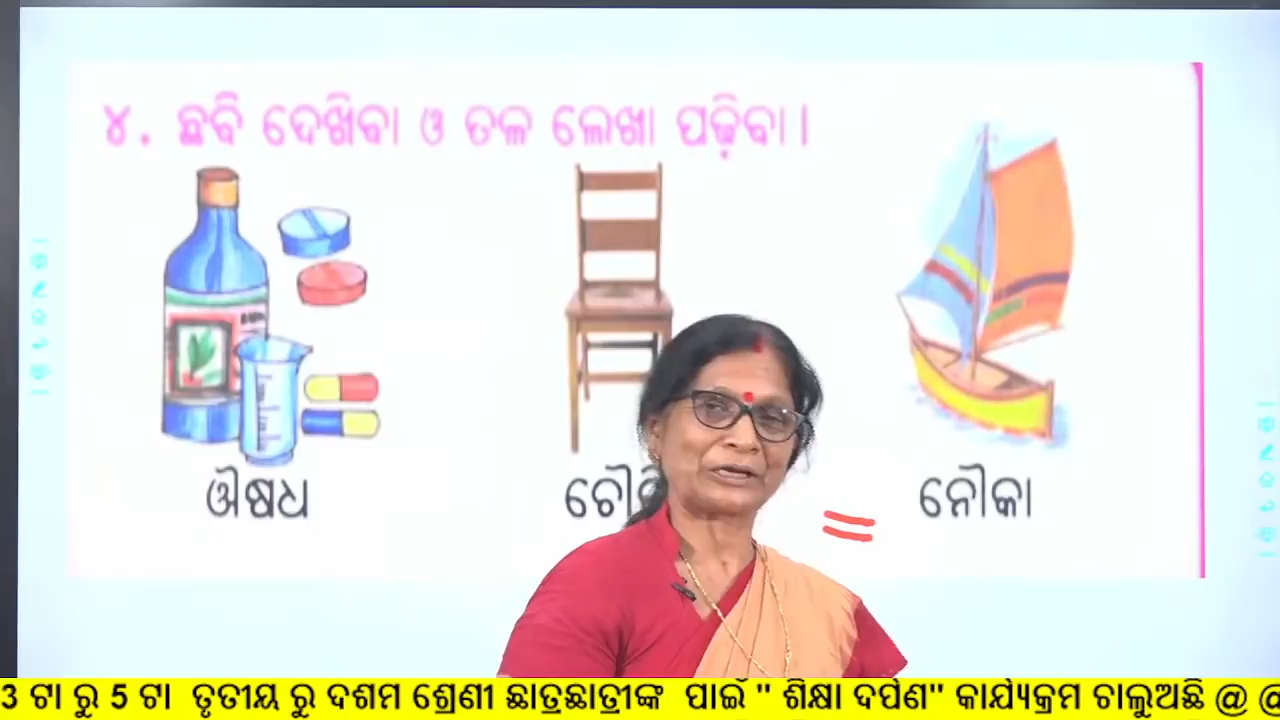 ୪. ଛବି ଦେଖିବା ଓ ତଳ ଲେଖା ପଢ଼ିବା।
ଔଷଧ
ନୌକା
3 ଟା ରୁ 5 ଟା ତୃତୀୟ ରୁ ଦଶମ ଶ୍ରେଣୀ ଛାତ୍ରଛାତ୍ରୀଙ୍କ ପାଇଁ " ଶିକ୍ଷା ଦର୍ପଣ" କାର୍ଯ୍ୟକ୍ରମ ଚାଲୁଅଛି @